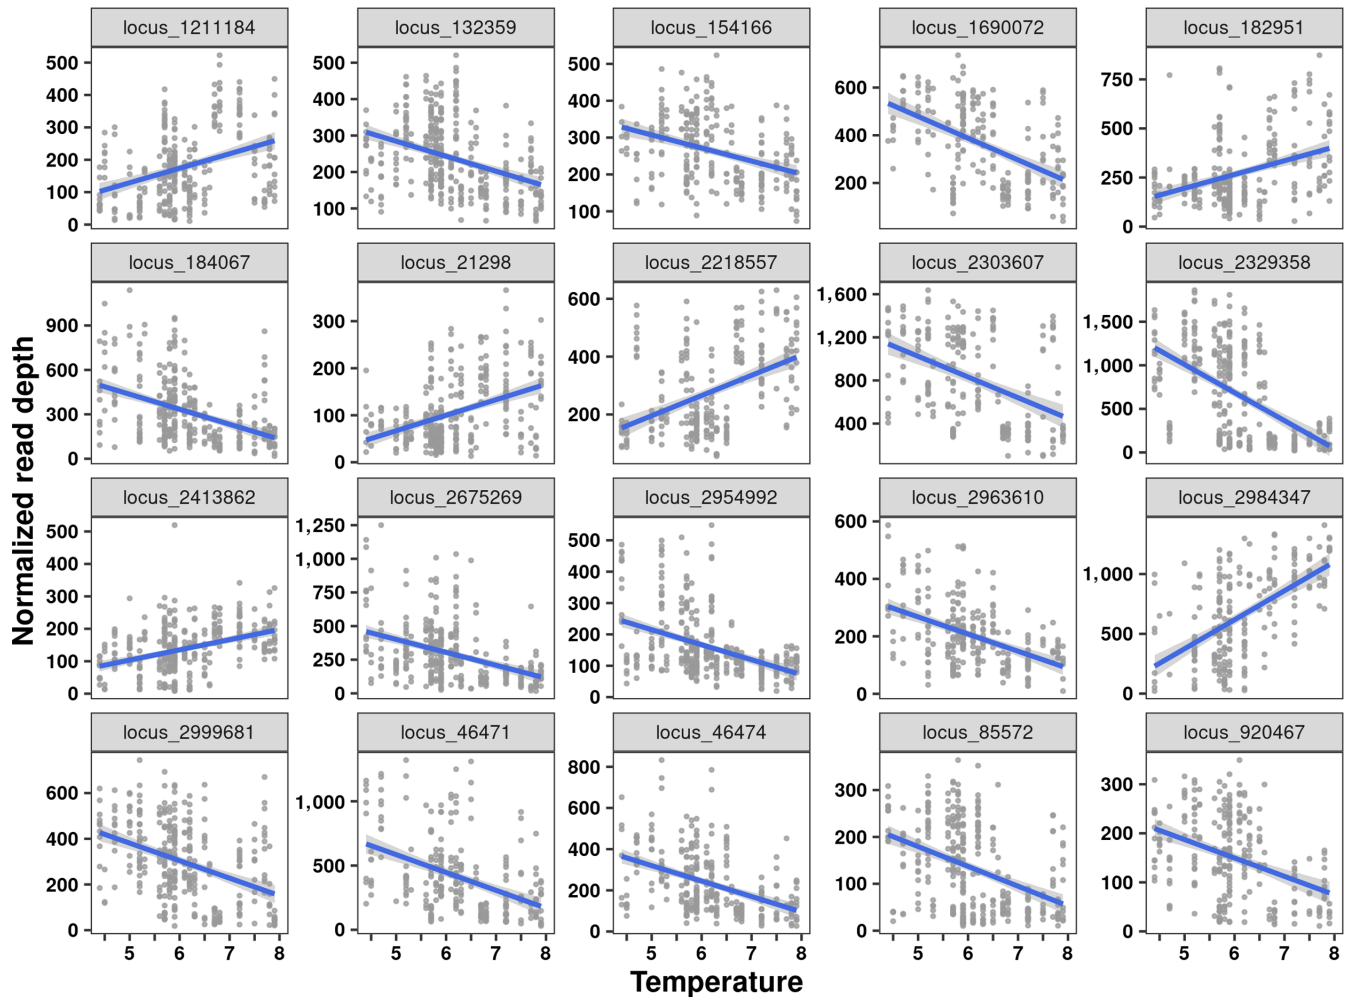 locus_1211184 locus_132359 locus_154166 locus_1690072 locus_182951
500 400 300 200 100 0
500 400 300 200 100
500 400 300 200 100
600 400 200
750 500 250 0
locus_184067 locus_21298 locus_2218557 locus_2303607 locus_2329358
900 600 300 0
300 200 100 0
600 400 200
1,600 1,200 800 400
1,500 1,000 500 0
Normalized read depth
locus_2413862 locus_2675269 locus_2954992 locus_2963610 locus_2984347
500 400 300 200 100 0
1,250 1,000 750 500 250 0
500 400 300 200 100 0
600 400 200 0
1,000 500 0
locus_2999681 locus_46471 locus_46474 locus_85572 locus_920467
600 400 200 0
1,000 500 0
800 600 400 200 0
300 200 100 0
300 200 100 0
5 6 7 8 5 6 7 8 5 6 7 8 5 6 7 8 5 6 7 8
Temperature